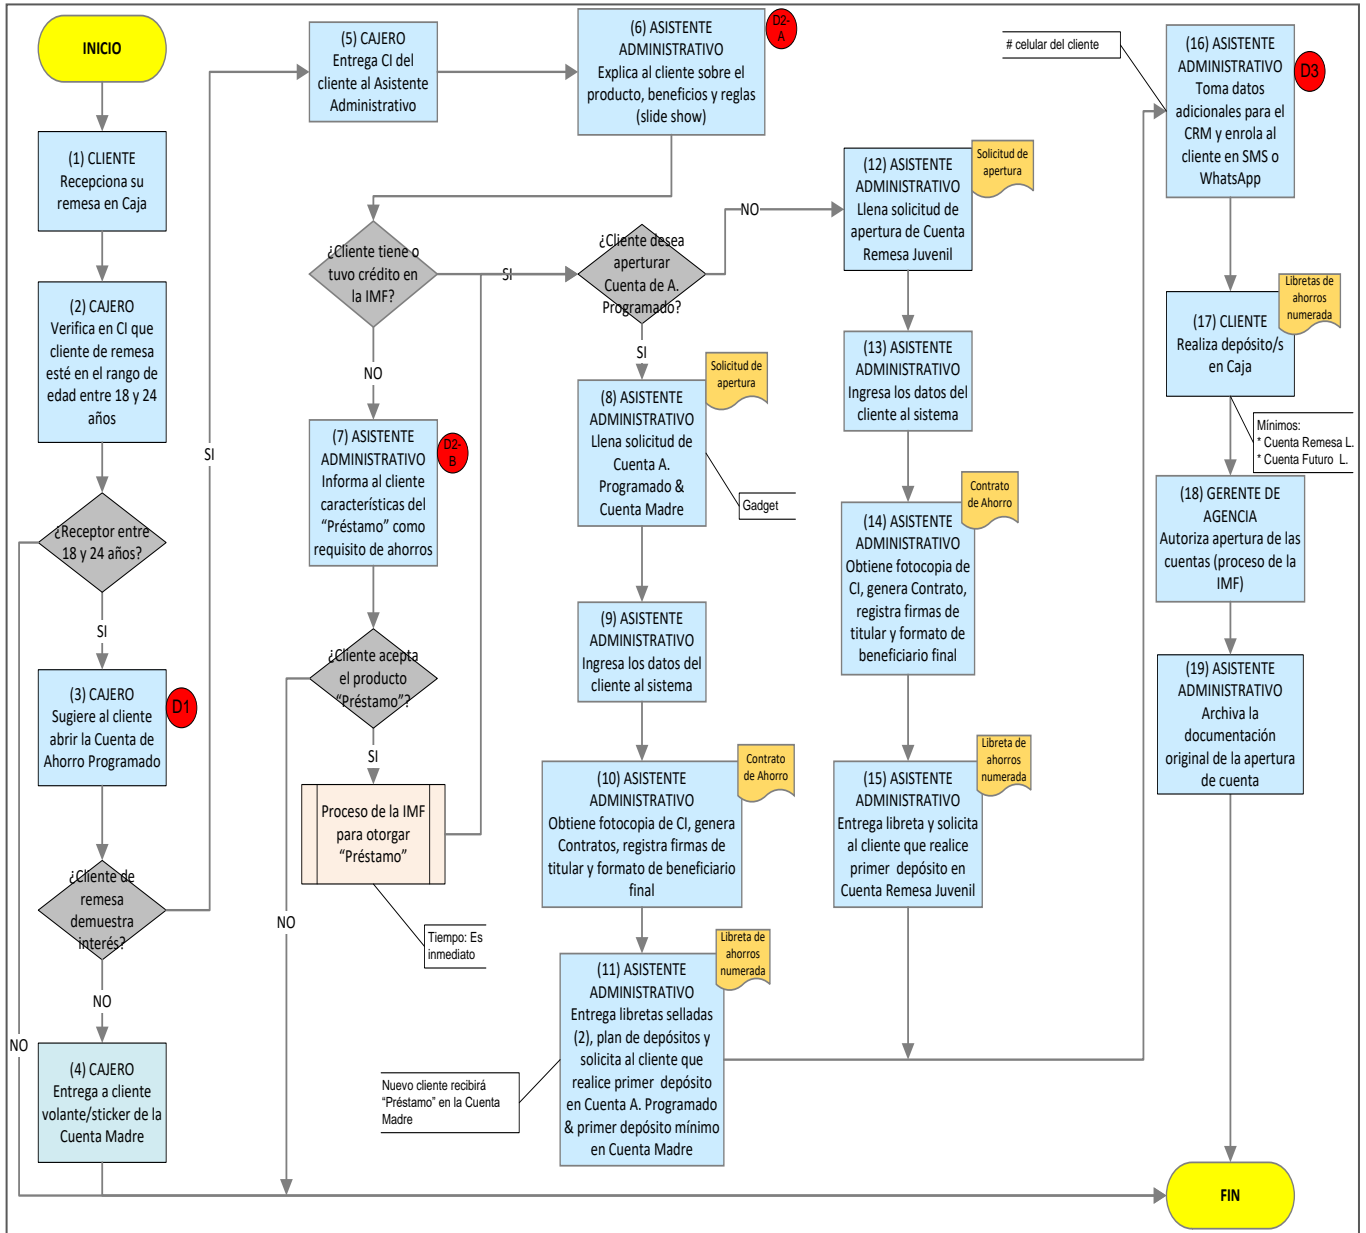 INICIO
(1) CLIENTE
Recepciona su
remesa en Caja
(2) CAJERO
Verifica en CI que
cliente de remesa
esté en el rango de
edad entre 18 y 24
años
¿Receptor entre
18 y 24 años?
SI
NO
(3) CAJERO
Sugiere al cliente
abrir la Cuenta de
Ahorro Programado
D1
¿Cliente de
remesa
demuestra
interés?
SI
NO
(4) CAJERO
Entrega a cliente
volante/sticker de la
Cuenta Madre
(5) CAJERO
Entrega CI del
cliente al Asistente
Administrativo
(6) ASISTENTE
ADMINISTRATIVO
Explica al cliente sobre el
producto, beneficios y reglas
(slide show)
D2-
A
¿Cliente tiene o
tuvo crédito en
la IMF?
SI
NO
(7) ASISTENTE
ADMINISTRATIVO
Informa al cliente
características del
“Préstamo” como
requisito de ahorros
D2-
B
¿Cliente acepta
el producto
“Préstamo”?
SI
NO
Proceso de la IMF
para otorgar
“Préstamo”
Tiempo: Es
inmediato
¿Cliente desea
aperturar
Cuenta de A.
Programado?
NO
SI
(8) ASISTENTE
ADMINISTRATIVO
Llena solicitud de
Cuenta A.
Programado &
Cuenta Madre
Solicitud de
apertura
Gadget
(9) ASISTENTE
ADMINISTRATIVO
Ingresa los datos del
cliente al sistema
(10) ASISTENTE
ADMINISTRATIVO
Obtiene fotocopia de CI, genera
Contratos, registra firmas de
titular y formato de beneficiario
final
Contrato
de Ahorro
(11) ASISTENTE
ADMINISTRATIVO
Entrega libretas selladas
(2), plan de depósitos y
solicita al cliente que
realice primer depósito
en Cuenta A. Programado
& primer depósito mínimo
en Cuenta Madre
Libreta de
ahorros
numerada
Nuevo cliente recibirá
“Préstamo” en la Cuenta
Madre
(12) ASISTENTE
ADMINISTRATIVO
Llena solicitud de
apertura de Cuenta
Remesa Juvenil
Solicitud de
apertura
(13) ASISTENTE
ADMINISTRATIVO
Ingresa los datos del
cliente al sistema
(14) ASISTENTE
ADMINISTRATIVO
Obtiene fotocopia de
CI, genera Contrato,
registra firmas de
titular y formato de
beneficiario final
Contrato
de Ahorro
(15) ASISTENTE
ADMINISTRATIVO
Entrega libreta y solicita
al cliente que realice
primer depósito en
Cuenta Remesa Juvenil
Libreta de
ahorros
numerada
# celular del cliente
(16) ASISTENTE
ADMINISTRATIVO
Toma datos
adicionales para el
CRM y enrola al
cliente en SMS o
WhatsApp
D3
(17) CLIENTE
Realiza depósito/s
en Caja
Libretas de
ahorros
numerada
Mínimos:
* Cuenta Remesa L.
* Cuenta Futuro L.
(18) GERENTE DE
AGENCIA
Autoriza apertura de las
cuentas (proceso de la
IMF)
(19) ASISTENTE
ADMINISTRATIVO
Archiva la
documentación
original de la apertura
de cuenta
FIN